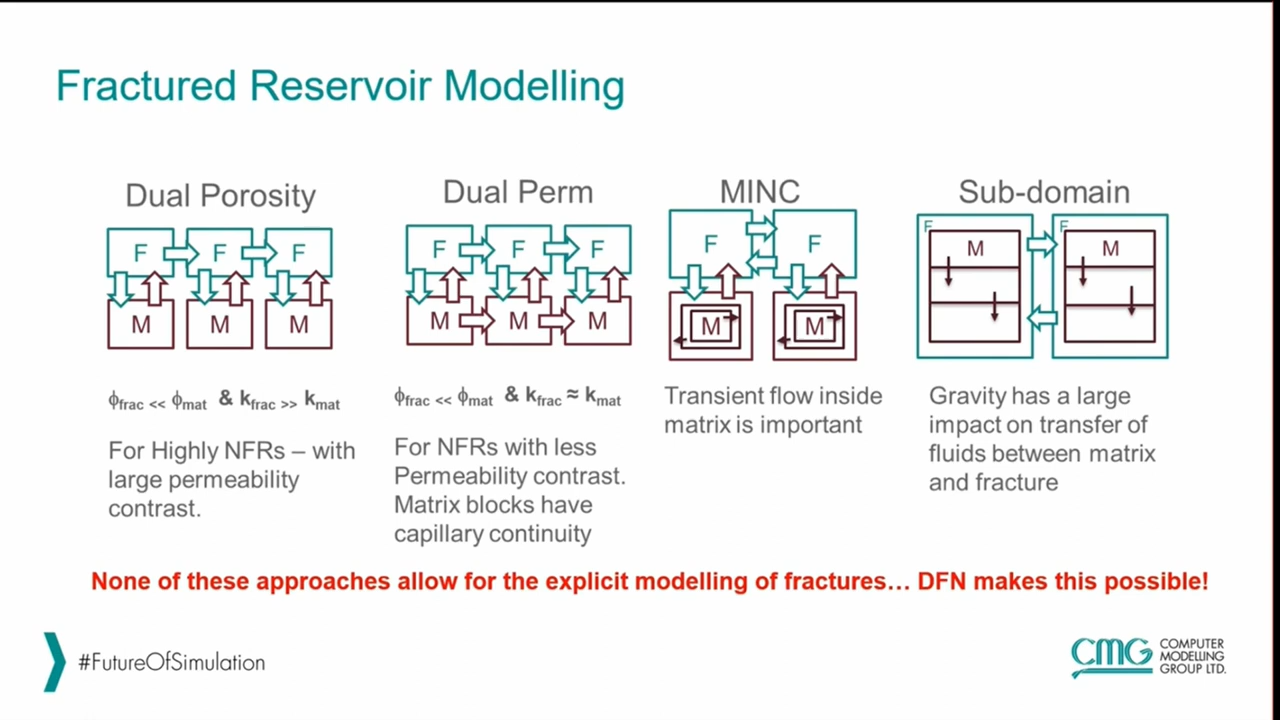 Fractured Reservoir Modelling
Dual Porosity
F F F
M M M
ϕfrac << ϕmat & kfrac >> kmat
For Highly NFRs – with
large permeability
contrast.
Dual Perm
F F F
M M M
ϕfrac << ϕmat & kfrac ≈ kmat
For NFRs with less
Permeability contrast.
Matrix blocks have
capillary continuity
MINC
F F
M M
Transient flow inside
matrix is important
Sub-domain
F F
M M
Gravity has a large
impact on transfer of
fluids between matrix
and fracture
None of these approaches allow for the explicit modelling of fractures… DFN makes this possible!
#FutureOfSimulation
CMG
COMPUTER
MODELLING
GROUP LTD.